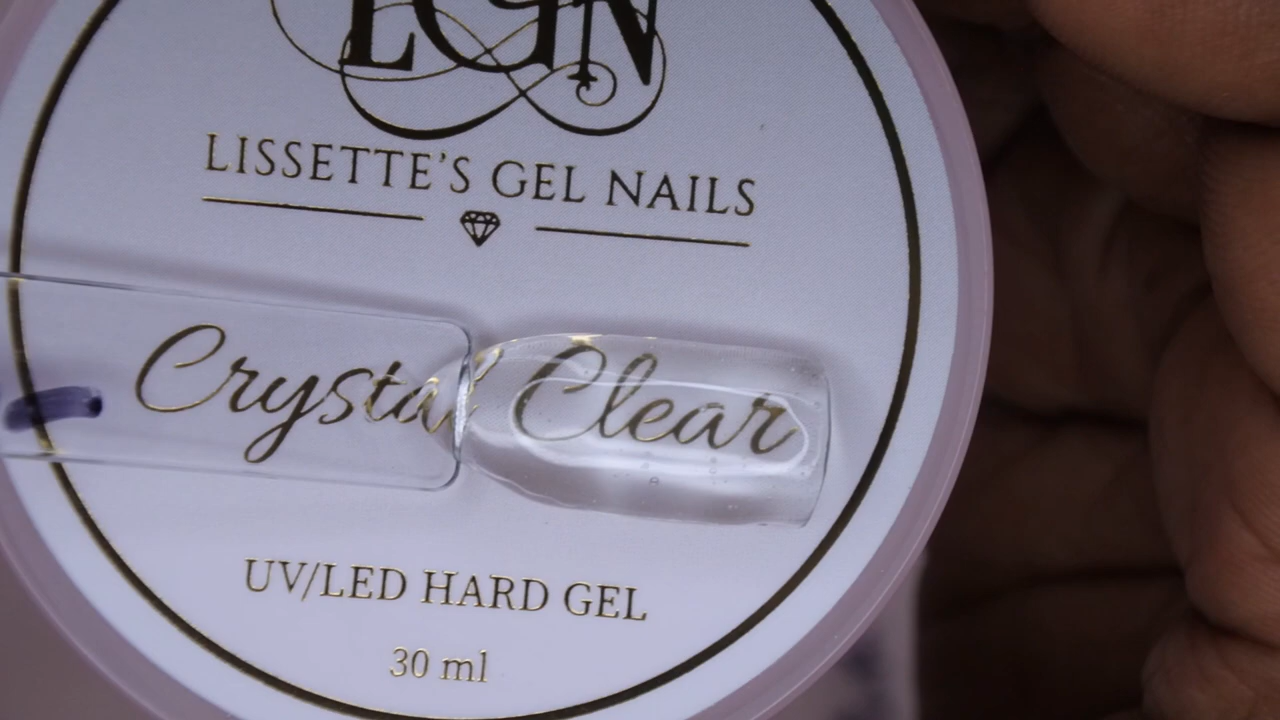 LGN
LISSETTE'S GEL NAILS
Crystal Clear
UV/LED HARD GEL
30 ml